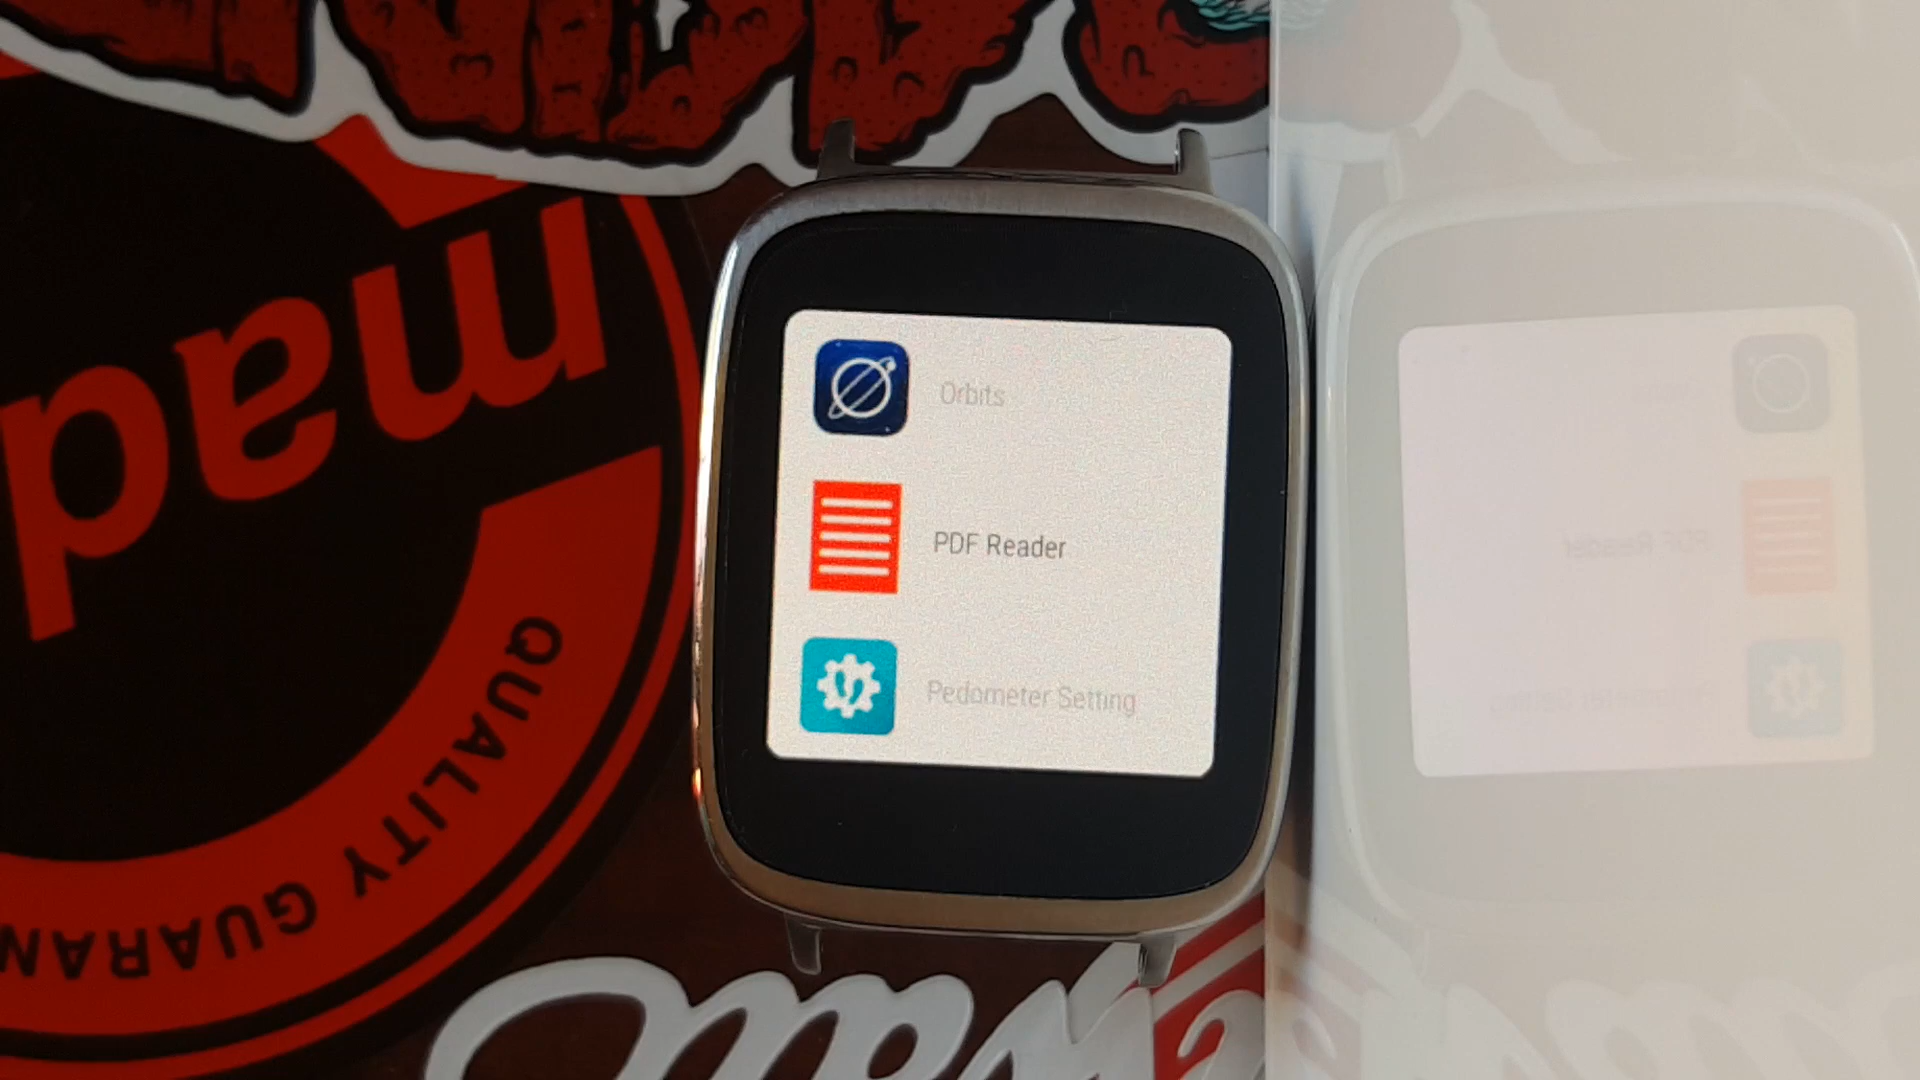 Orbits
PDF Reader
Pedometer Setting
mad
QUALITY GUARAN